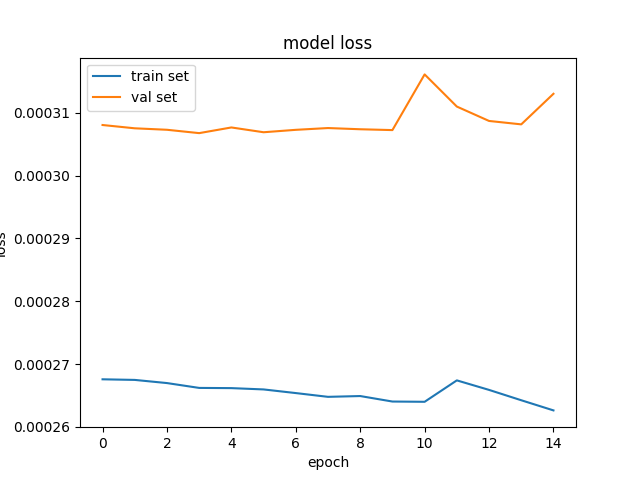 model loss
train set
val set
0.00031
0.00030
0.00029
0.00028
0.00027
0.00026
loss
0 2 4 6 8 10 12 14
epoch